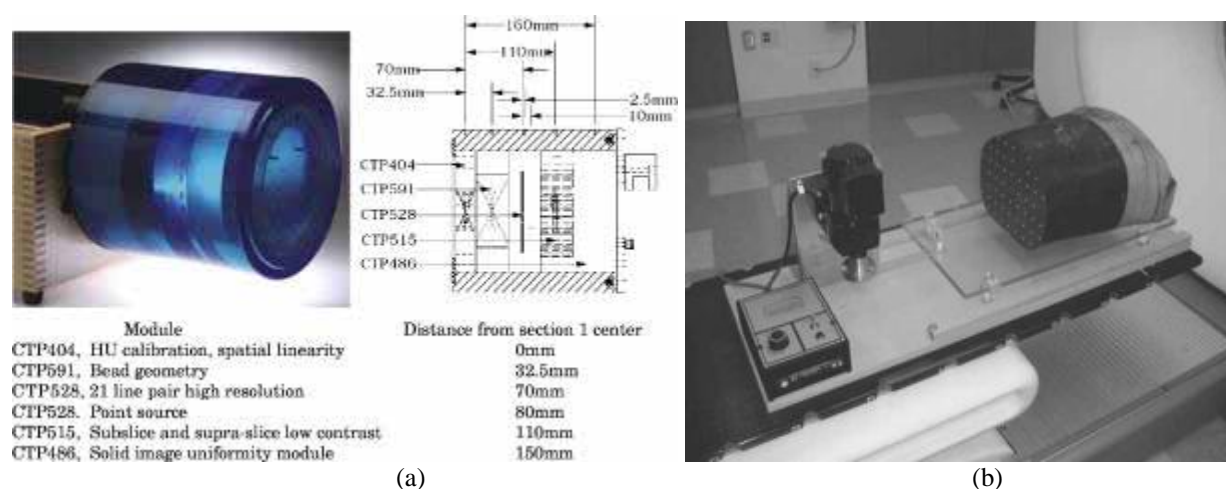 160mm
110mm
70mm
32.5mm
2.5mm
10mm
CTP404
CTP591
CTP528
CTP515
CTP486
Module Distance from section 1 center
CTP404, HU calibration, spatial linearity 0mm
CTP591, Bead geometry 32.5mm
CTP528, 21 line pair high resolution 70mm
CTP528. Point source 80mm
CTP515, Subslice and supra-slice low contrast 110mm
CTP486, Solid image uniformity module 150mm
(a) (b)